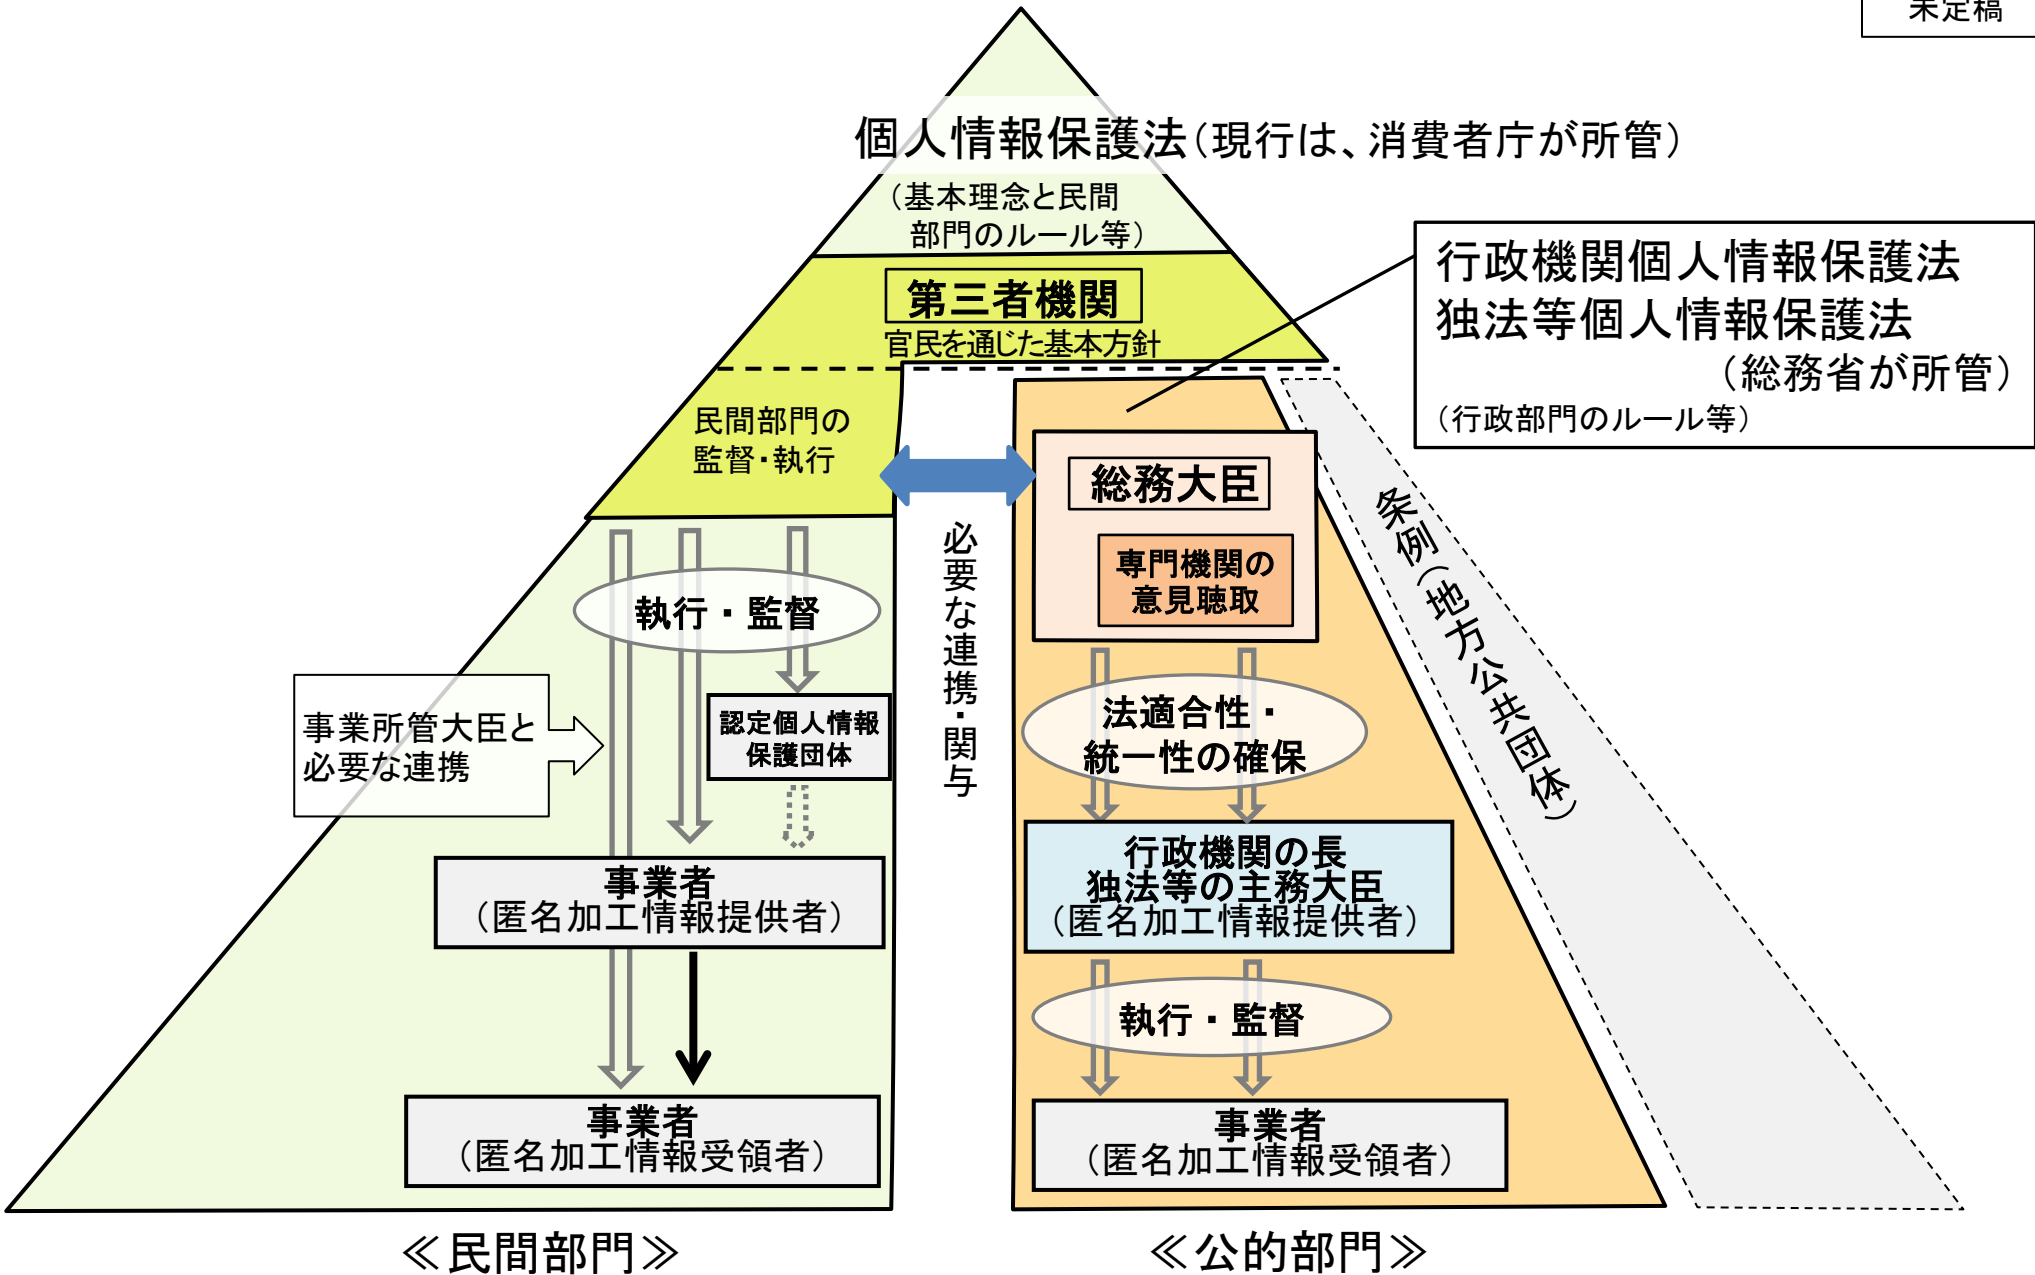 未定稿
個人情報保護法（現行は、消費者庁が所管）
（基本理念と民間
部門のルール等）
第三者機関
官民を通じた基本方針
行政機関個人情報保護法
独法等個人情報保護法
（総務省が所管）
（行政部門のルール等）
民間部門の
監督・執行
総務大臣
専門機関の
意見聴取
必要な連携・関与
条例（地方公共団体）
執行・監督
事業所管大臣と
必要な連携
認定個人情報
保護団体
法適合性・
統一性の確保
事業者
（匿名加工情報提供者）
行政機関の長
独法等の主務大臣
（匿名加工情報提供者）
執行・監督
事業者
（匿名加工情報受領者）
事業者
（匿名加工情報受領者）
≪民間部門≫
≪公的部門≫